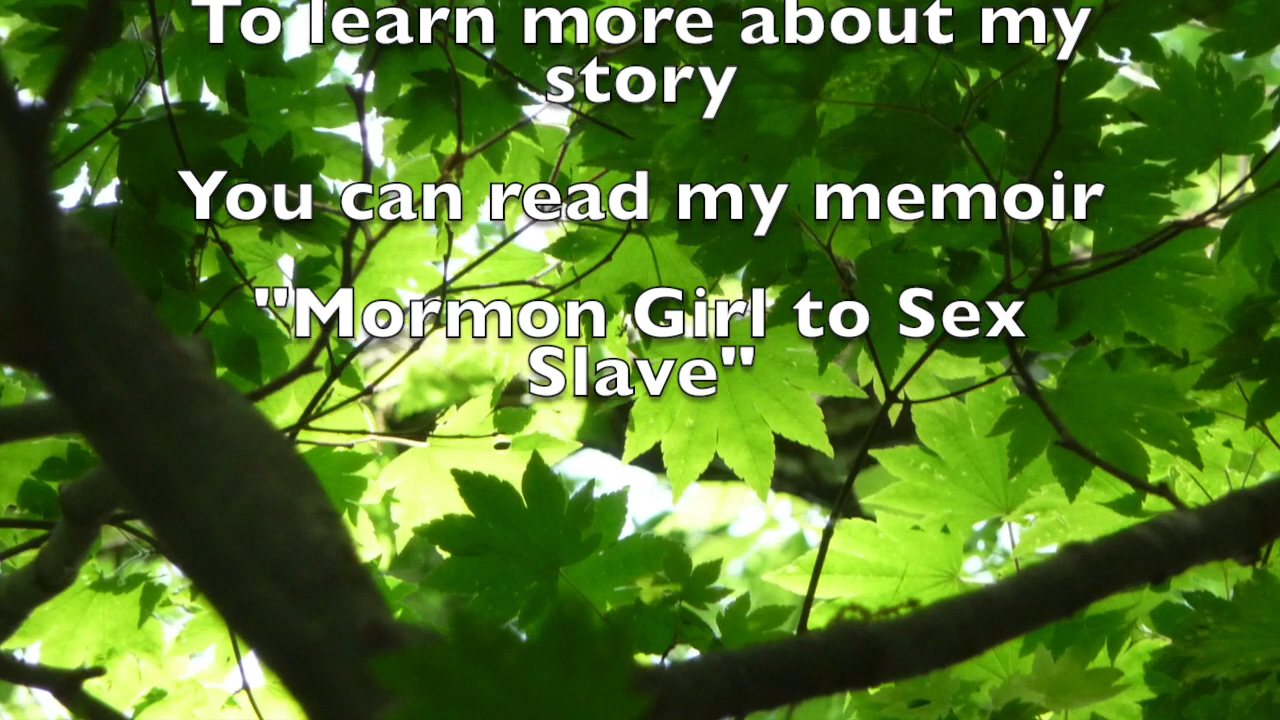 To learn more about my
story
You can read my memoir
"Mormon Girl to Sex
Slave"